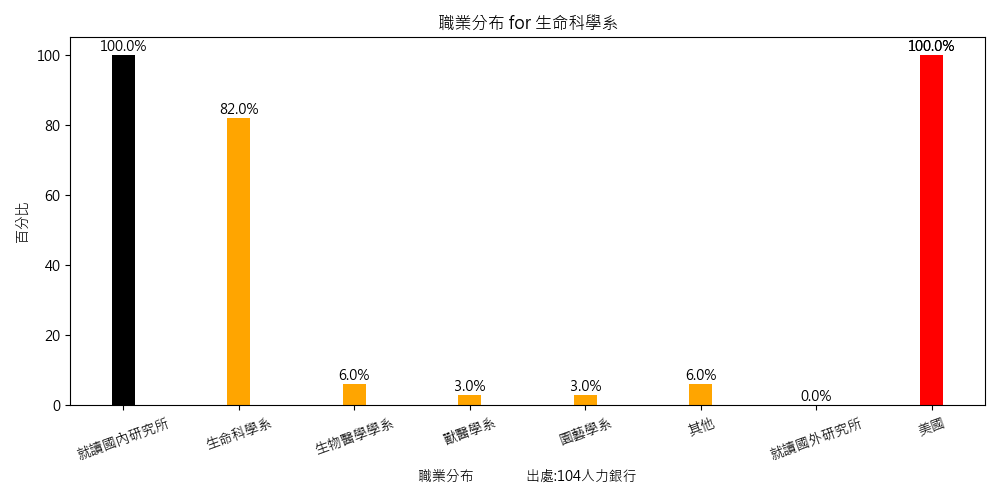 職業分布 for 生命科學系
100.0%
82.0%
6.0%
3.0%
3.0%
6.0%
0.0%
100.0%
百分比
100
80
60
40
20
0
就讀國內研究所
生命科學系
生物醫學學系
獸醫學系
園藝學系
其他
就讀國外研究所
美國
職業分布 出處:104人力銀行